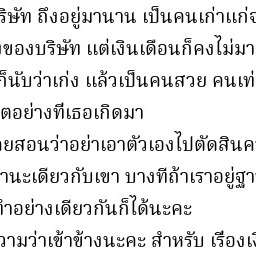 ริษัท ถึงอยู่มานาน เป็นคนเก่าแก่
ของบริษัท แต่เงินเดือนก็คงไม่มา
ก็นับว่าเก่ง แล้วเป็นคนสวย คนเท่
ตอย่างที่เธอเกิดมา
ยสอนว่าอย่าเอาตัวเองไปตัดสินค
านะเดียวกับเขา บางทีถ้าเราอยู่ฐา
ทำอย่างเดียวกันก็ได้นะคะ
วามว่าเข้าข้างนะคะ สำหรับ เรื่องเ